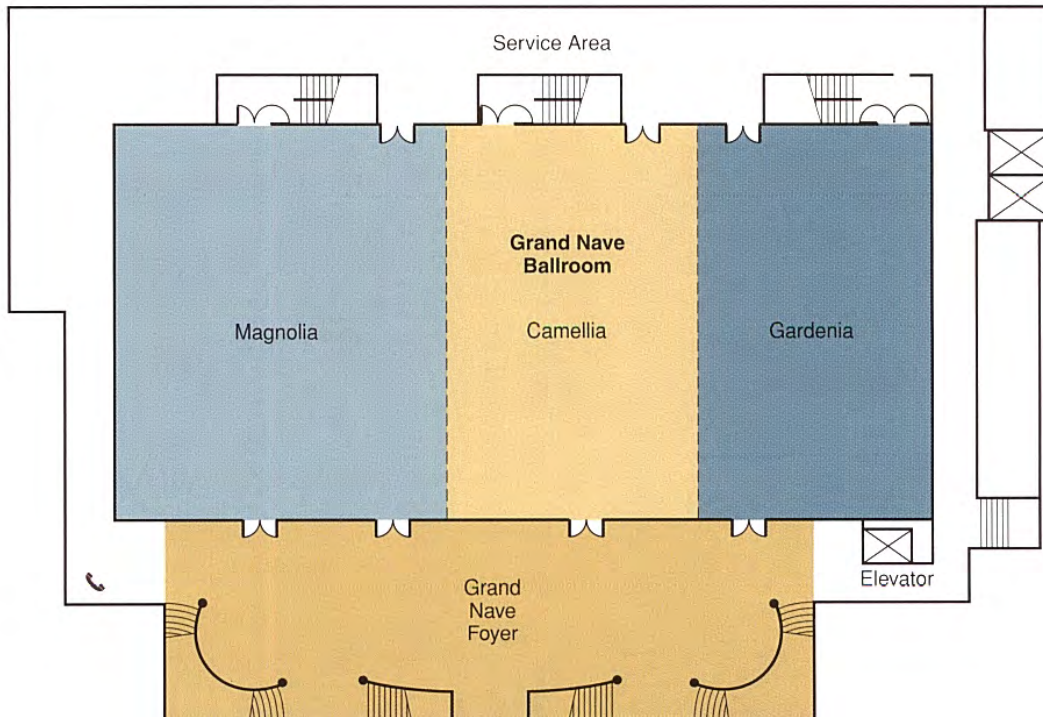 Service Area
Grand Nave
Ballroom
Magnolia
Camellia
Gardenia
Elevator
Grand
Nave
Foyer